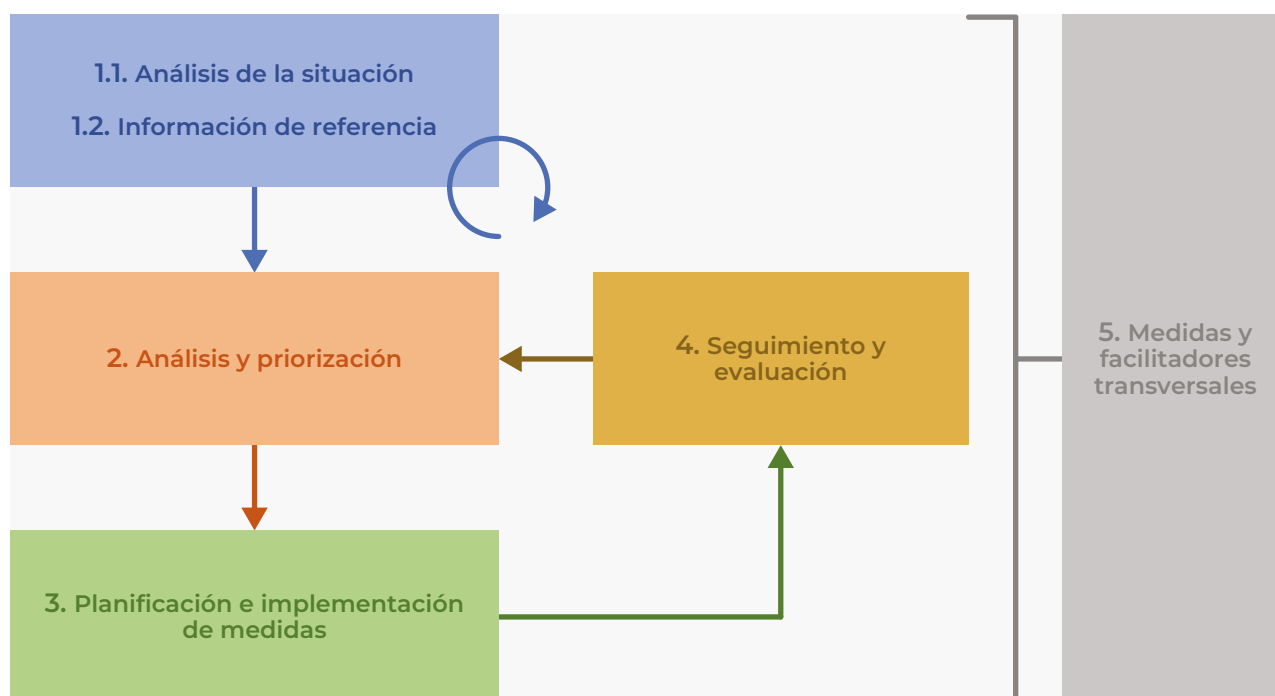 1.1. Análisis de la situación
1.2. Información de referencia
2. Análisis y priorización
4. Seguimiento y
evaluación
5. Medidas y
facilitadores
transversales
3. Planificación e implementación
de medidas